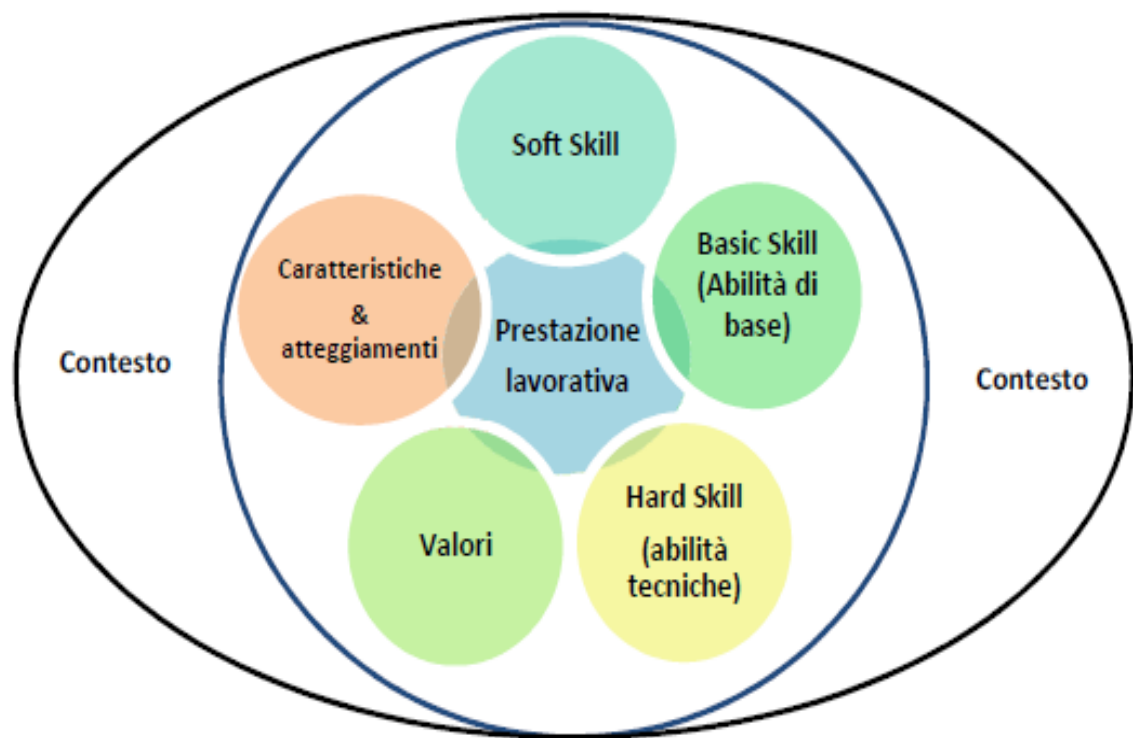 Soft Skill
Basic Skill
(Abilità di
base)
Caratteristiche
&
atteggiamenti
Prestazione
lavorativa
Contesto
Contesto
Hard Skill
(abilità
tecniche)
Valori